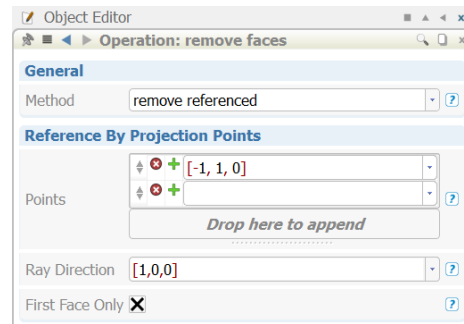 Object Editor
Operation: remove faces
General
Method remove referenced
Reference By Projection Points
Points [-1, 1, 0]
Drop here to append
Ray Direction [1,0,0]
First Face Only